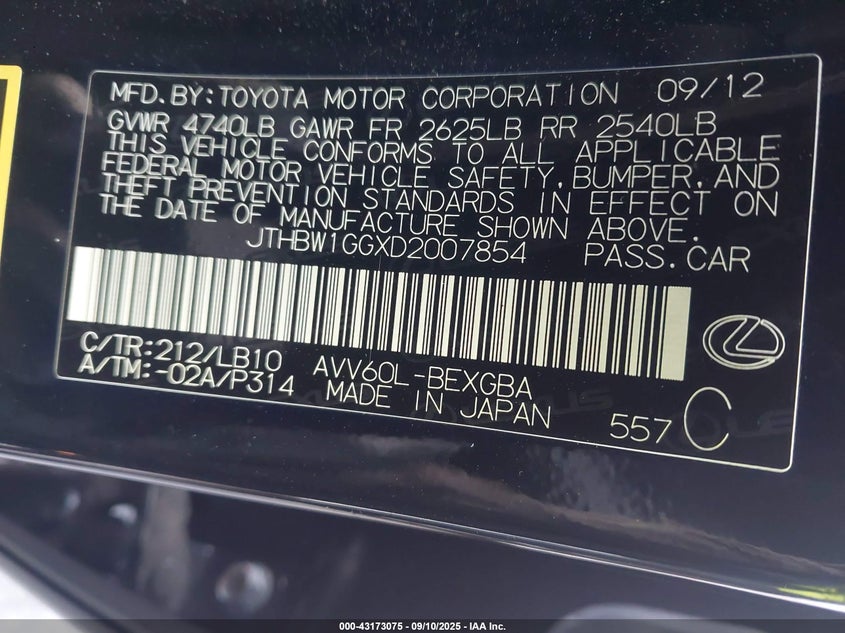 MFD.BY:TOYOTA MOTOR CORPORATION 09/12
GVWR 4740LB GAWR FR 2625LB RR 2540LB
THIS VEHICLE CONFORMS TO ALL APPLICABLE
FEDERAL MOTOR VEHICLE SAFETY,BUMPER,AND
THEFT PREVENTION STANDARDS IN EFFECT ON
THE DATE OF MANUFACTURE SHOWN ABOVE.
JTHBW1GGXD2007854 PASS.CAR
C/TR:212/LB10 AVV60L-BEXGBA
A/TM:-02A/P314 MADE IN JAPAN
557 C
000-43173075 - 09/10/2025 - IAA Inc.